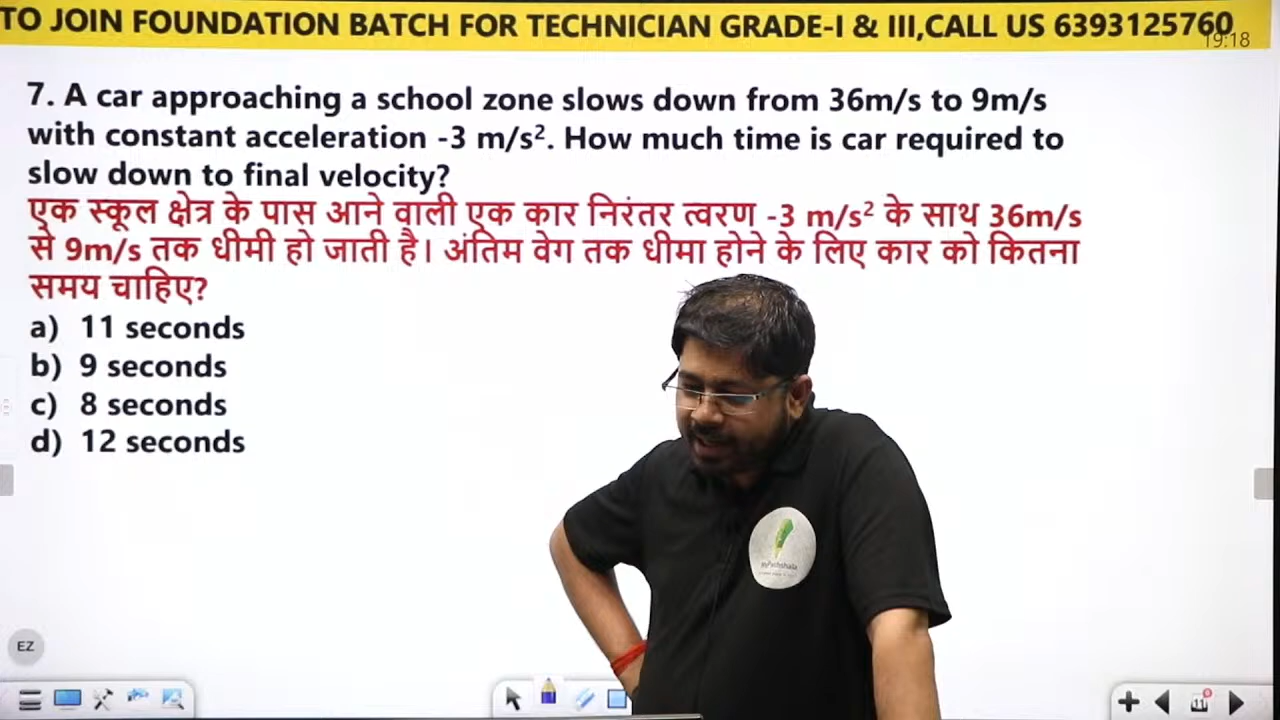 TO JOIN FOUNDATION BATCH FOR TECHNICIAN GRADE-I & III,CALL US 6393125760
19:18
7. A car approaching a school zone slows down from 36m/s to 9m/s
with constant acceleration -3 m/s². How much time is car required to
slow down to final velocity?
एक स्कूल क्षेत्र के पास आने वाली एक कार निरंतर त्वरण -3 m/s² के साथ 36m/s
से 9m/s तक धीमी हो जाती है। अंतिम वेग तक धीमा होने के लिए कार को कितना
समय चाहिए?
a) 11 seconds
b) 9 seconds
c) 8 seconds
d) 12 seconds
EZ
11